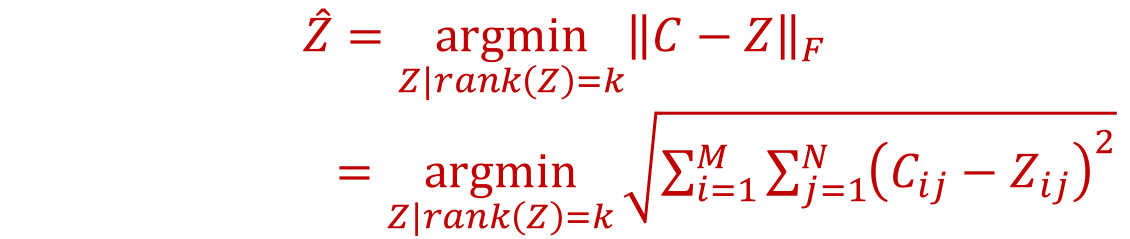 Ẑ = argmin_{Z|rank(Z)=k} ‖C − Z‖_F
= argmin_{Z|rank(Z)=k} √(∑_{i=1}^{M} ∑_{j=1}^{N} (C_{ij} − Z_{ij})^2)